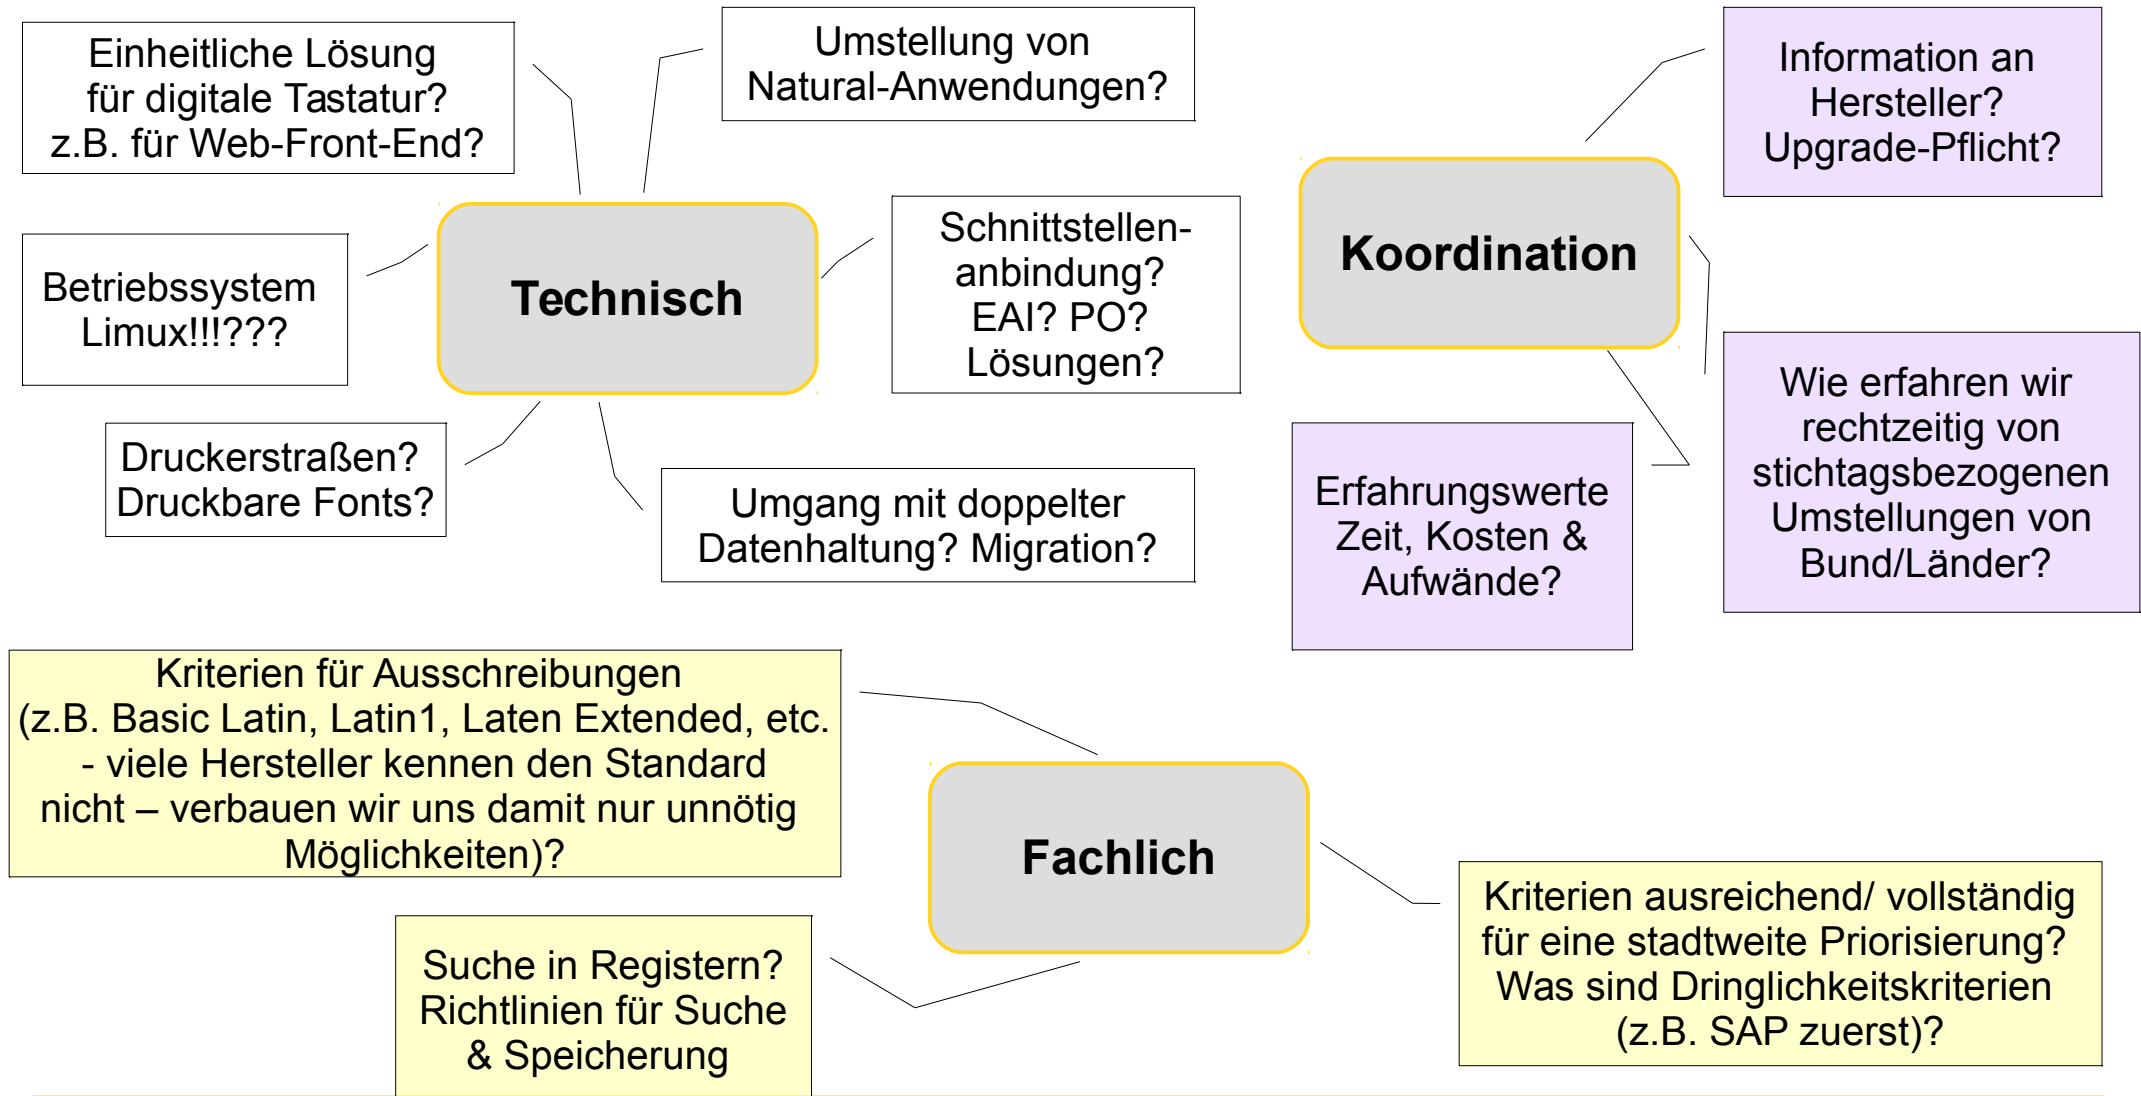 Einheitliche Lösung
für digitale Tastatur?
z.B. für Web-Front-End?
Umstellung von
Natural-Anwendungen?
Betriebssystem
Limux!!!???
Technisch
Schnittstellen-
anbindung?
EAI? PO?
Lösungen?
Druckerstraßen?
Druckbare Fonts?
Umgang mit doppelter
Datenhaltung? Migration?
Information an
Hersteller?
Upgrade-Pflicht?
Koordination
Erfahrungswerte
Zeit, Kosten &
Aufwände?
Wie erfahren wir
rechtzeitig von
stichtagsbezogenen
Umstellungen von
Bund/Länder?
Kriterien für Ausschreibungen
(z.B. Basic Latin, Latin1, Laten Extended, etc.
- viele Hersteller kennen den Standard
nicht – verbauen wir uns damit nur unnötig
Möglichkeiten)?
Fachlich
Suche in Registern?
Richtlinien für Suche
& Speicherung
Kriterien ausreichend/ vollständig
für eine stadtweite Priorisierung?
Was sind Dringlichkeitskriterien
(z.B. SAP zuerst)?